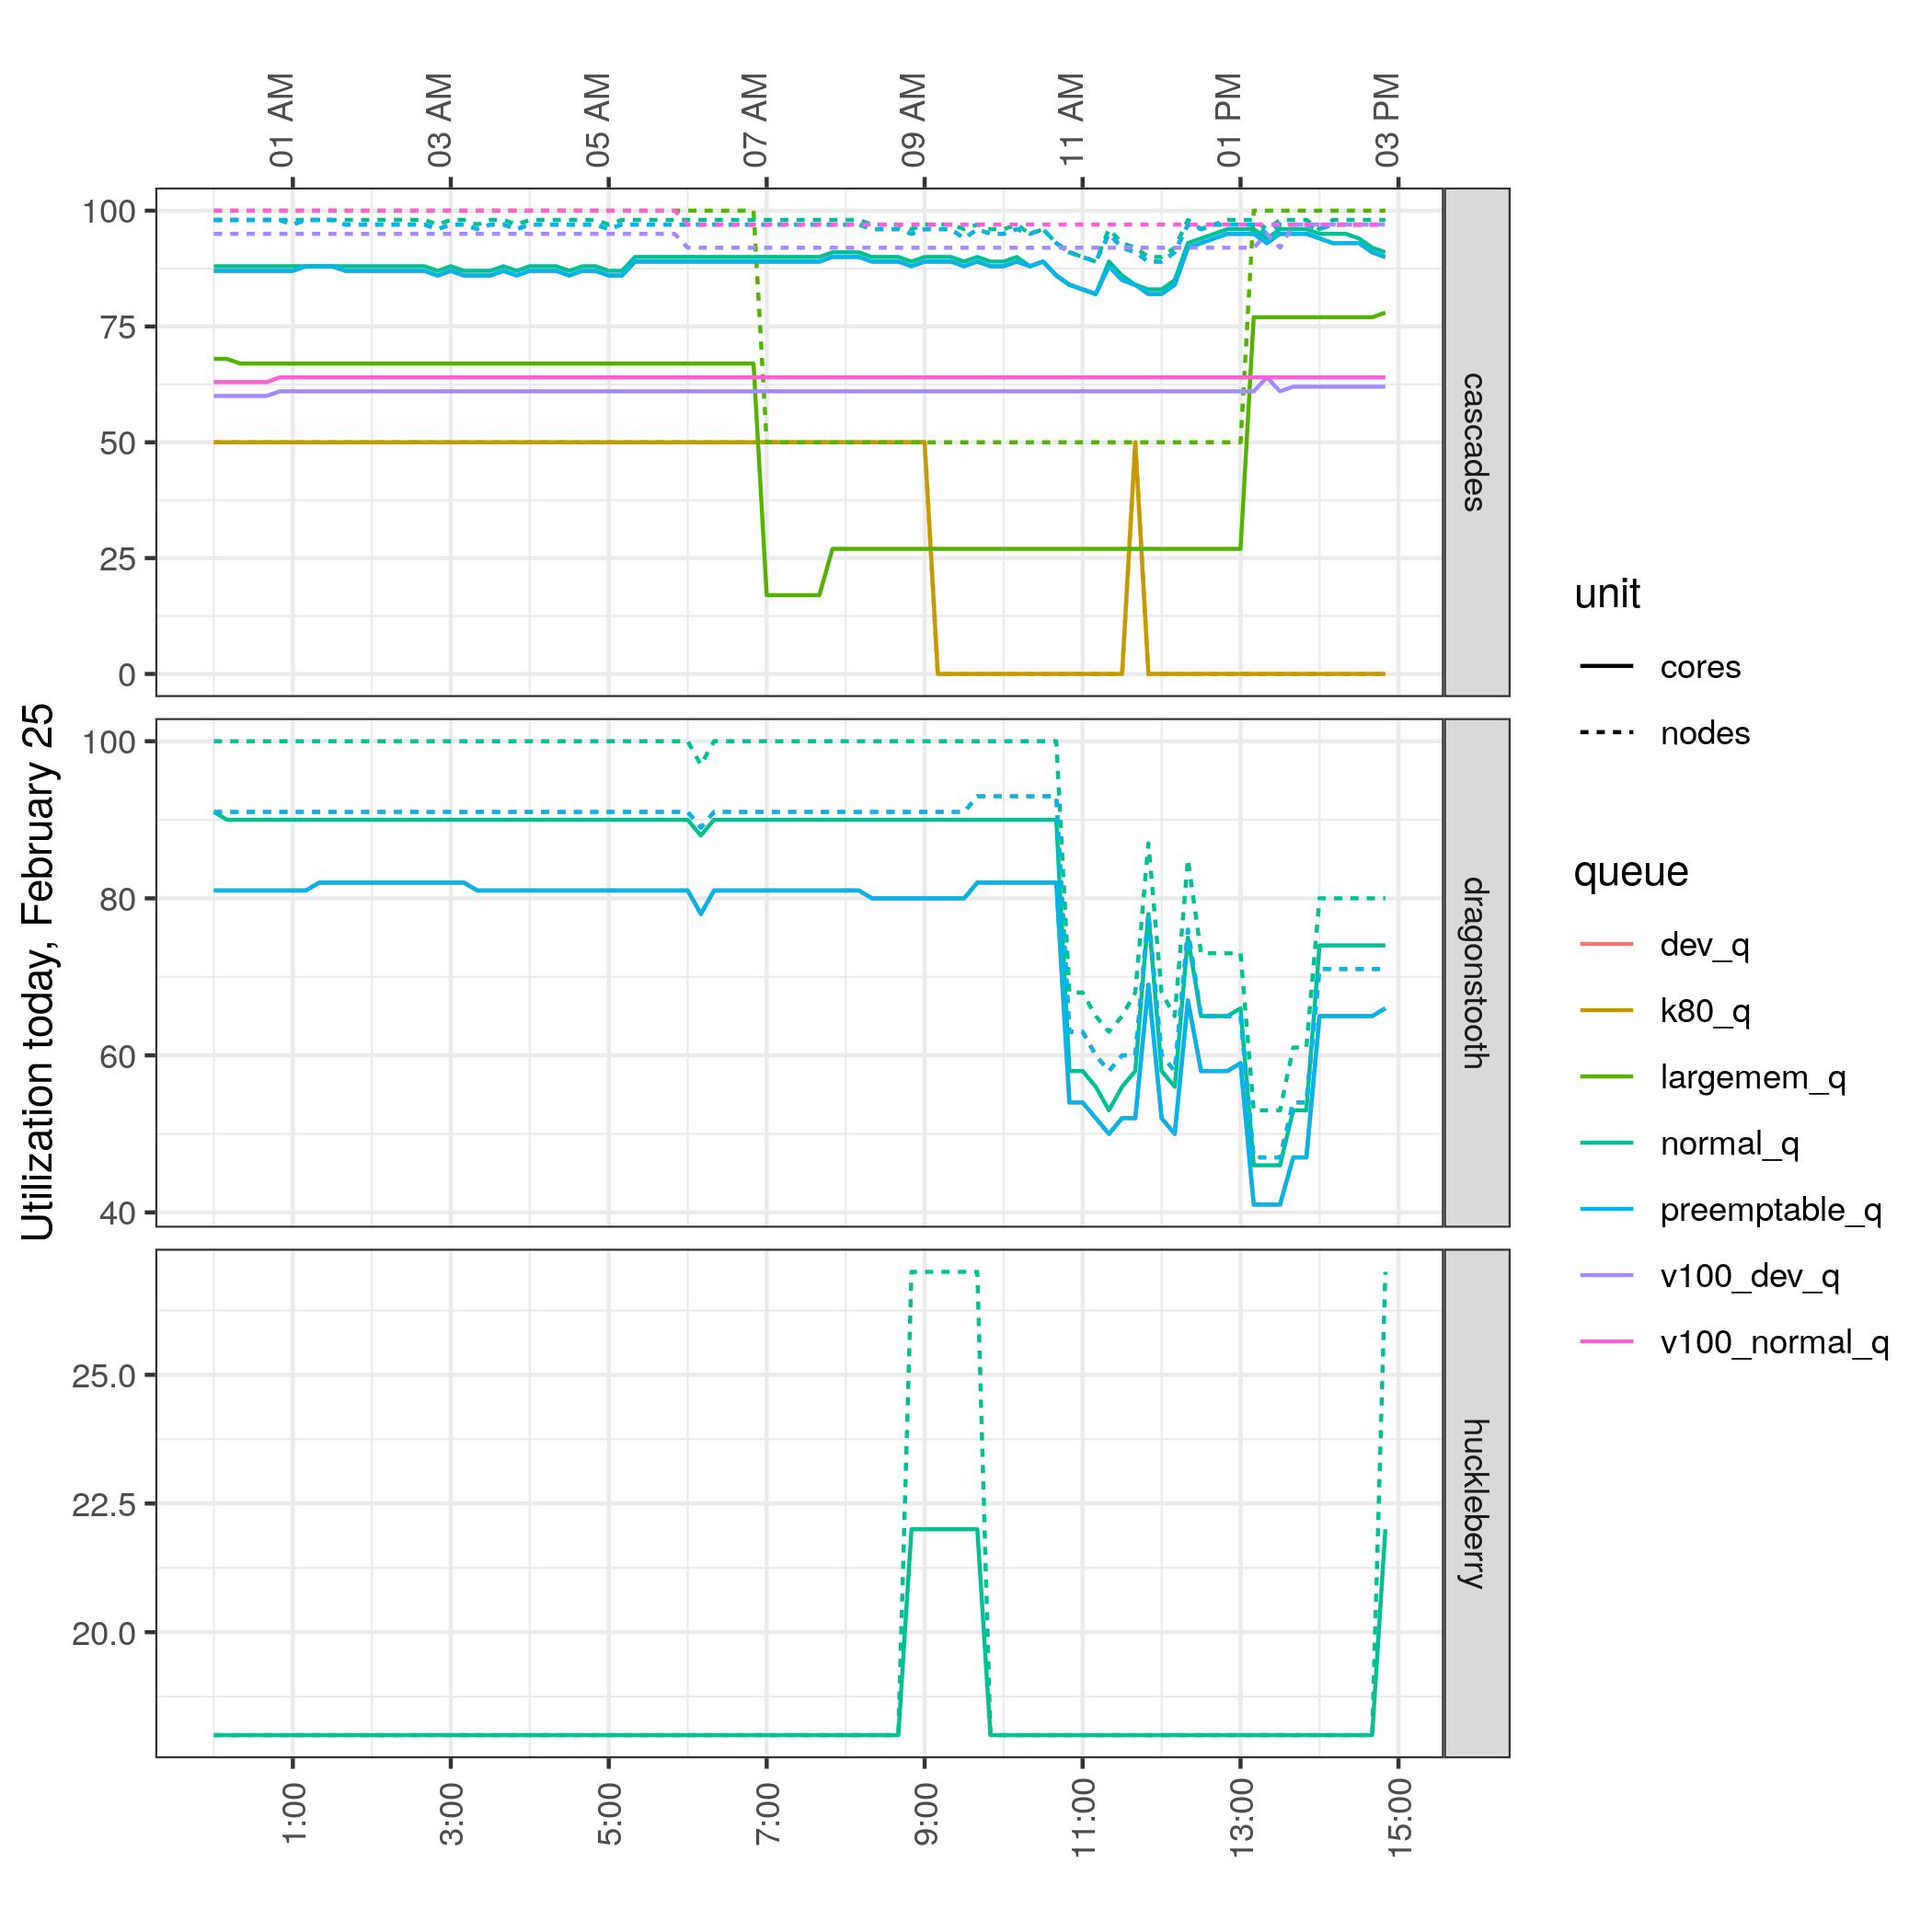 01 AM
03 AM
05 AM
07 AM
09 AM
11 AM
01 PM
03 PM
Utilization today, February 25
100
75
50
25
0
cascades
100
80
60
40
dragonstooth
25.0
22.5
20.0
huckleberry
1:00
3:00
5:00
7:00
9:00
11:00
13:00
15:00
unit
cores
nodes
queue
dev_q
k80_q
largemem_q
normal_q
preemptable_q
v100_dev_q
v100_normal_q